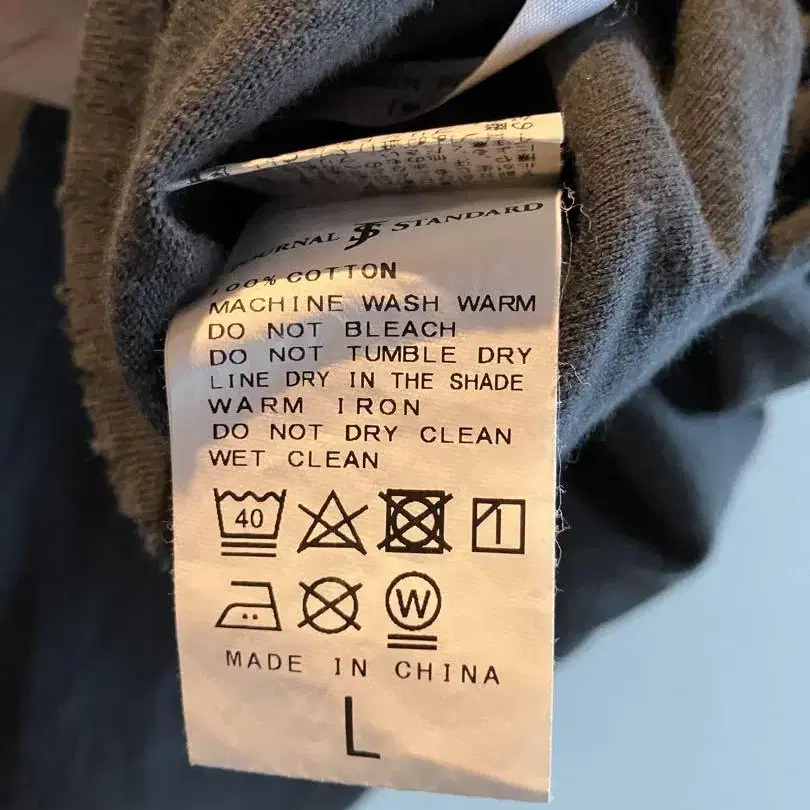 JOURNAL STANDARD
100% COTTON
MACHINE WASH WARM
DO NOT BLEACH
DO NOT TUMBLE DRY
LINE DRY IN THE SHADE
WARM IRON
DO NOT DRY CLEAN
WET CLEAN
40
W
MADE IN CHINA
L